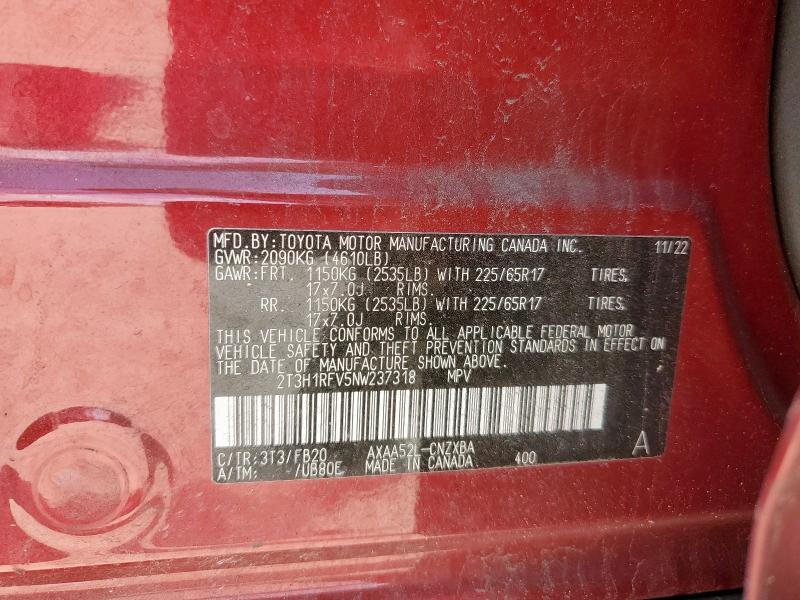 MFD.BY:TOYOTA MOTOR MANUFACTURING CANADA INC. 11/22
GVWR:2090KG (4610LB)
GAWR:FRT. 1150KG (2535LB) WITH 225/65R17 TIRES,
17x7.0J RIMS.
RR. 1150KG (2535LB) WITH 225/65R17 TIRES,
17x7.0J RIMS.
THIS VEHICLE CONFORMS TO ALL APPLICABLE FEDERAL MOTOR
VEHICLE SAFETY AND THEFT PREVENTION STANDARDS IN EFFECT ON
THE DATE OF MANUFACTURE SHOWN ABOVE.
2T3H1RFV5NW237318 MPV
C/TR:3T3/FB20 AXAA52L-CNZXBA 400 A
A/TM: /UB80E MADE IN CANADA